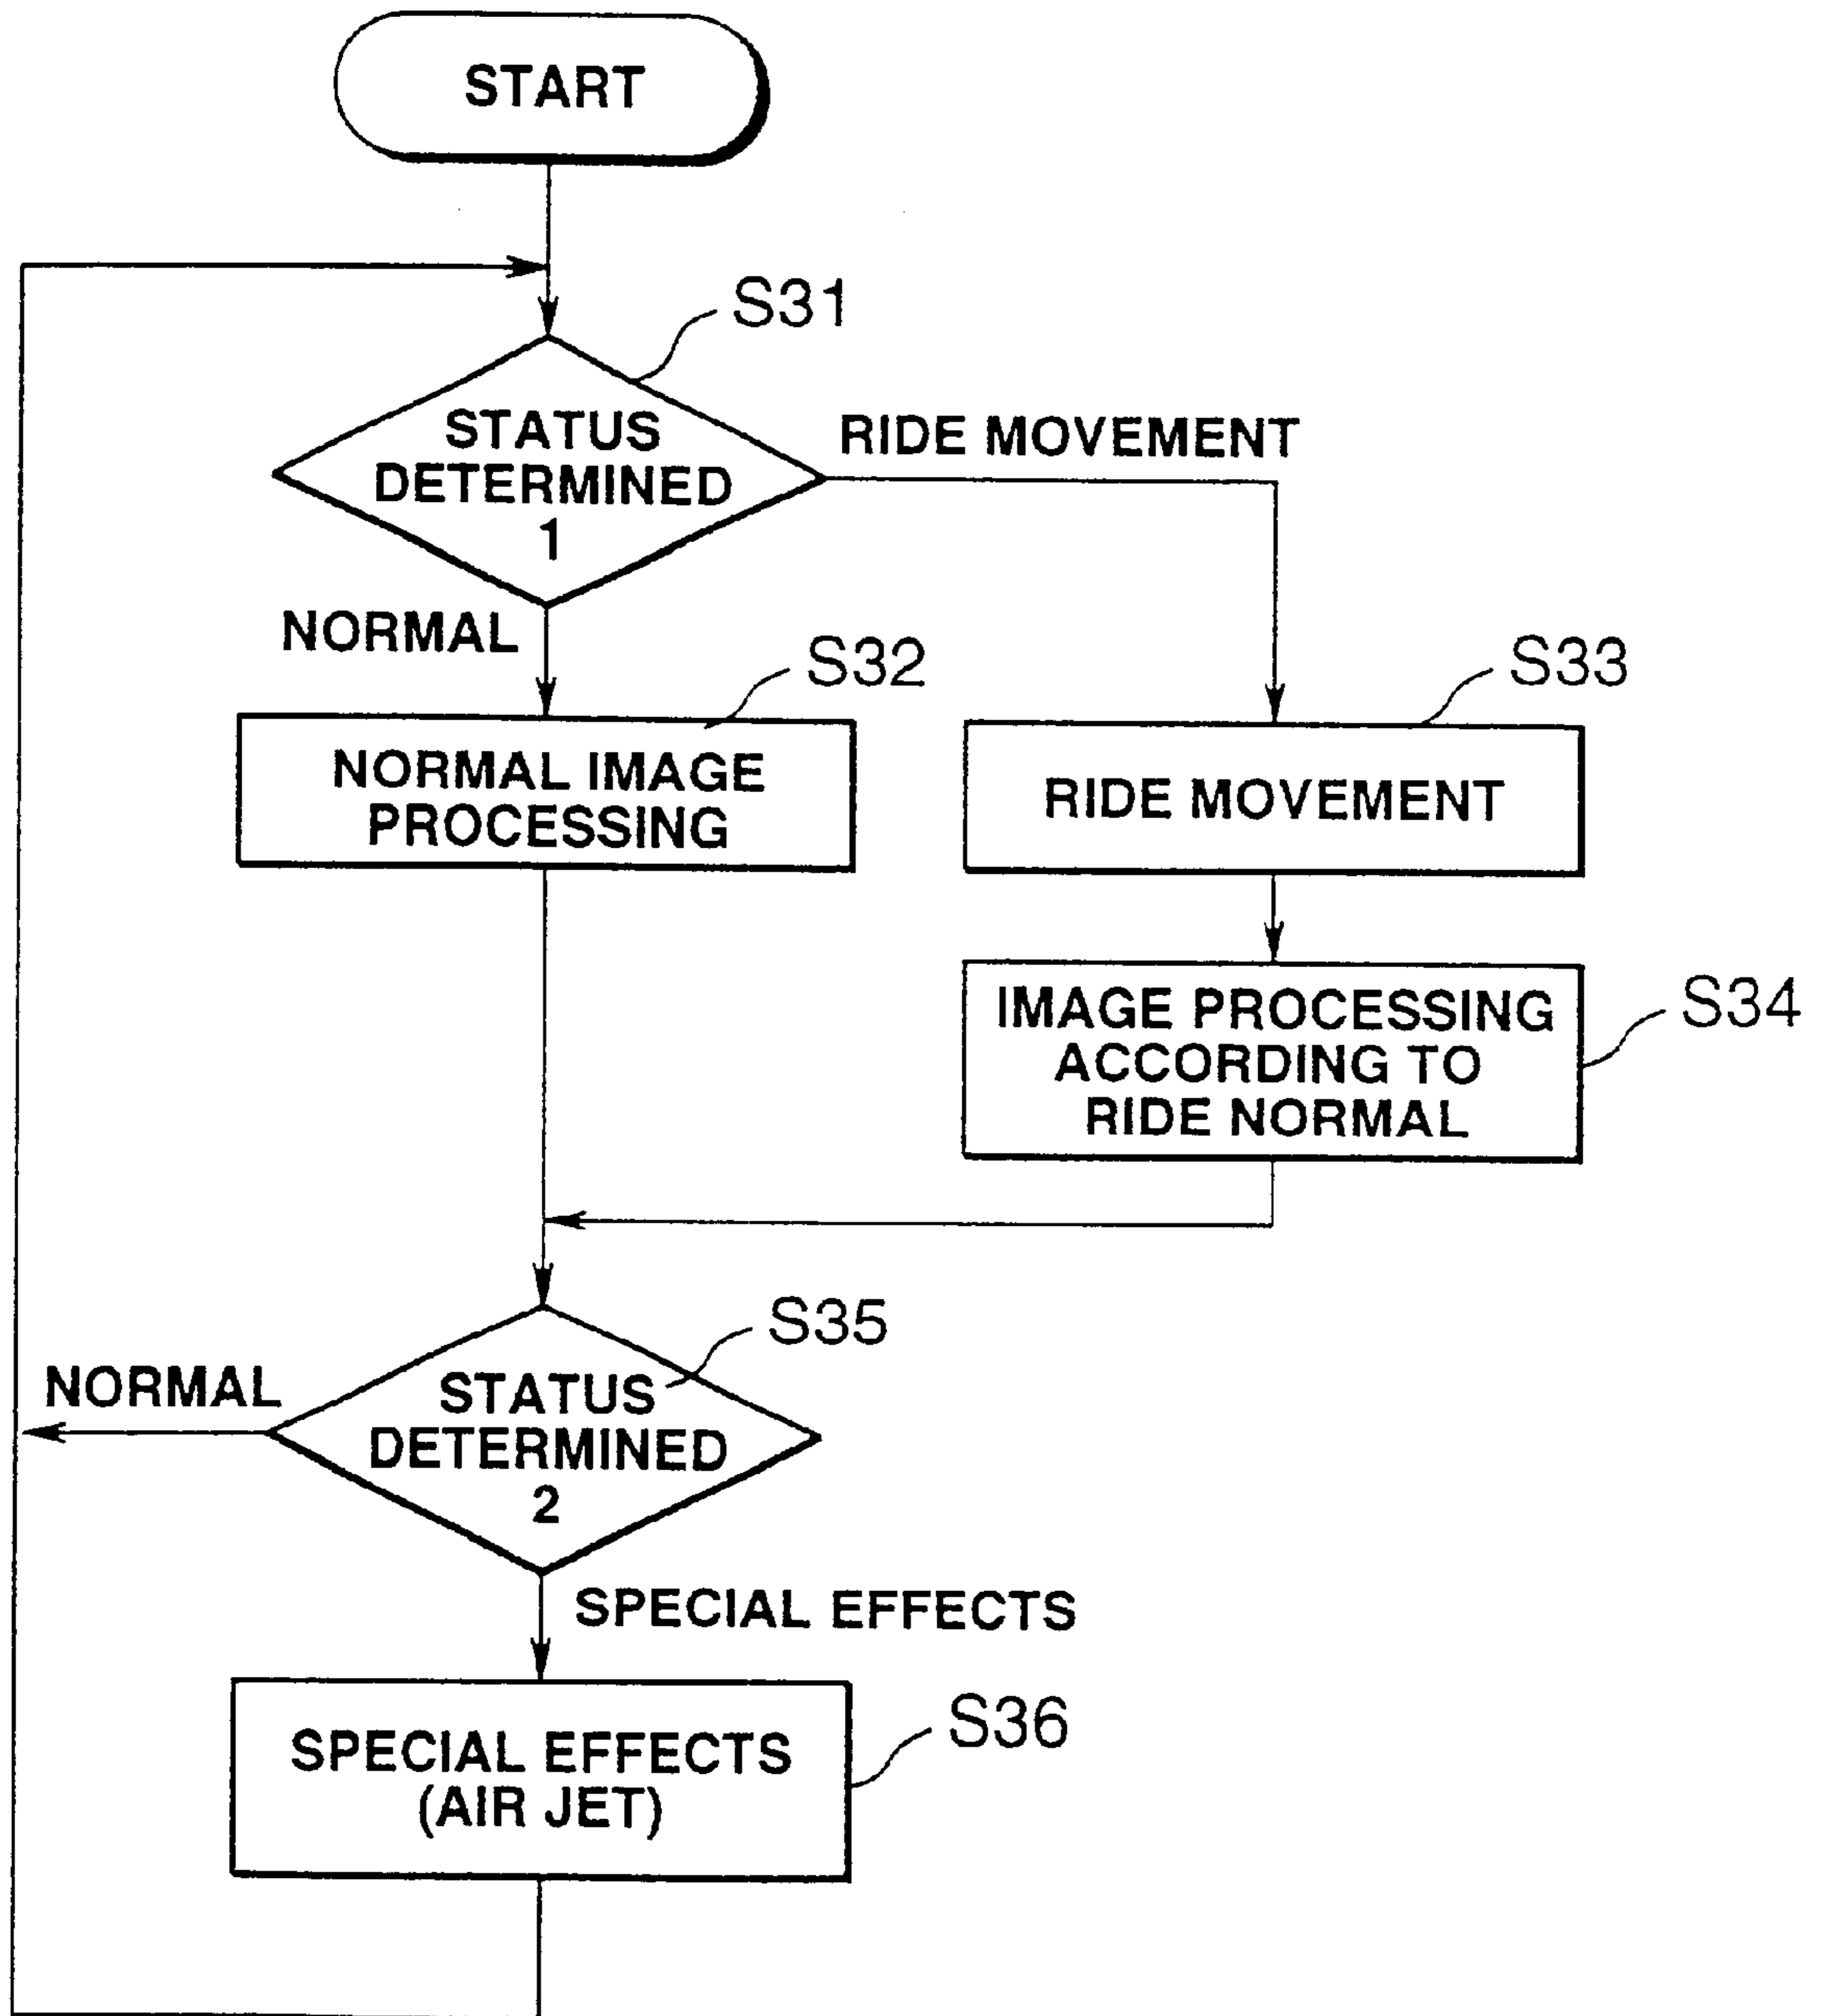 START
S31
STATUS
DETERMINED
1
RIDE MOVEMENT
NORMAL
S32
NORMAL IMAGE
PROCESSING
S33
RIDE MOVEMENT
IMAGE PROCESSING
ACCORDING TO
RIDE NORMAL
S34
S35
NORMAL
STATUS
DETERMINED
2
SPECIAL EFFECTS
SPECIAL EFFECTS
(AIR JET)
S36